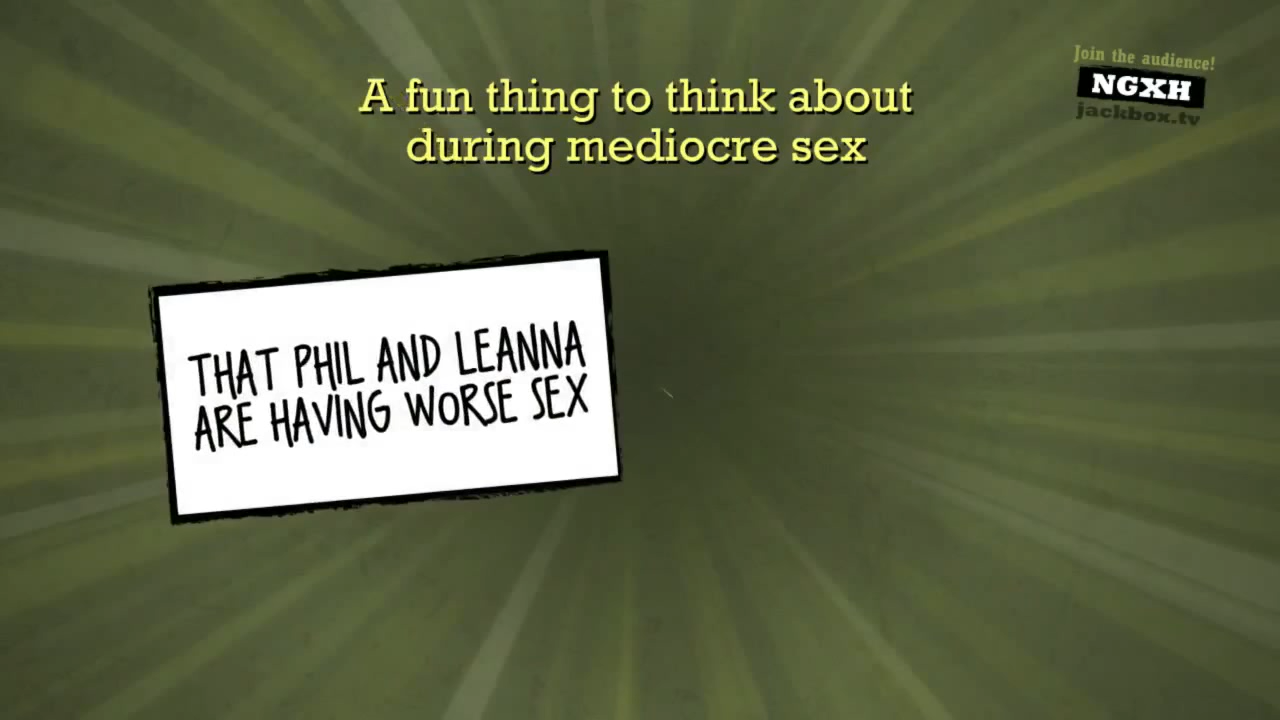 A fun thing to think about
during mediocre sex
Join the audience!
NGXH
jackbox.tv
THAT PHIL AND LEANNA
ARE HAVING WORSE SEX